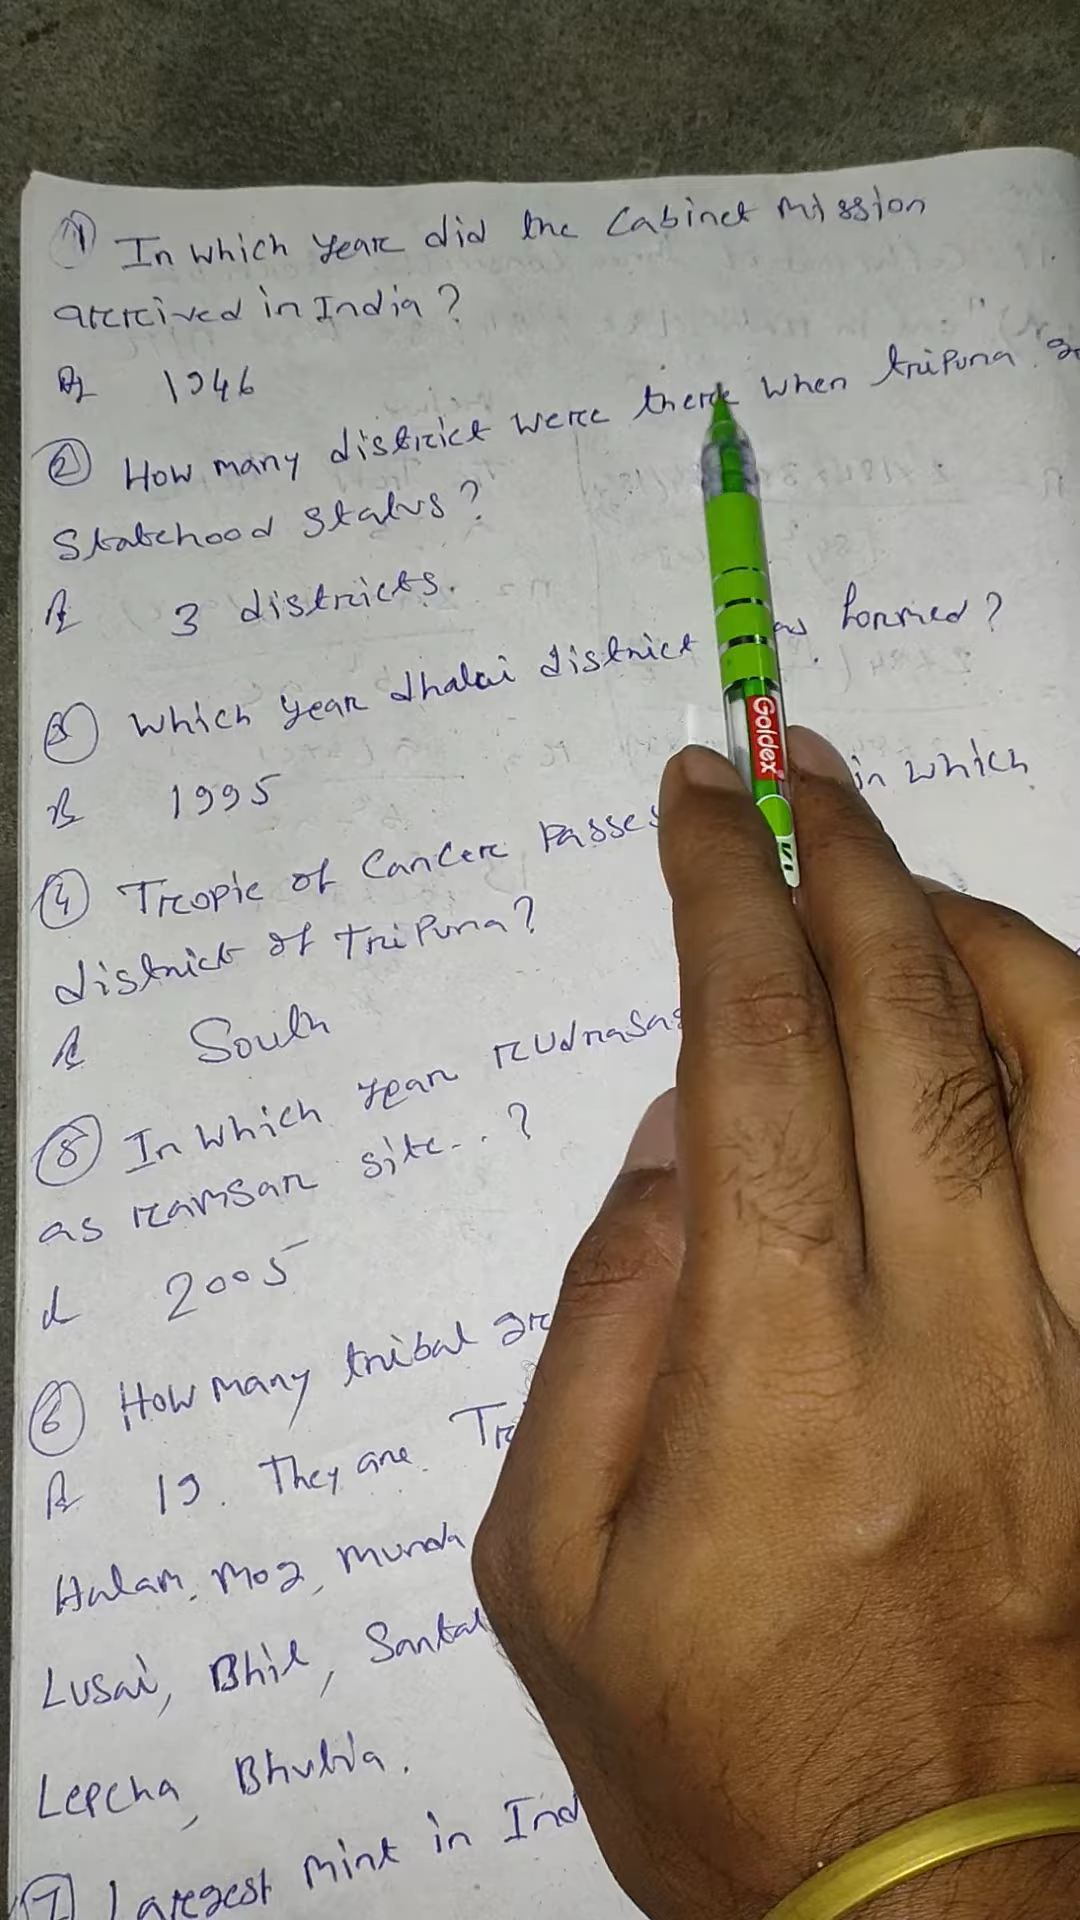 ① In which year did the Cabinet Mission
arrived in India?
A 1946
② How many district were there when tripura
Statehood Status?
A 3 districts.
③ Which year dhalai district formed?
A 1995
④ Tropic of Cancer Passes in which
district of Tripura?
A South
⑤ In which year
as ramsar site...?
A 2005
⑥ How many tribal
A 19. They are
Halam, Mog, Munda
Lusai, Bhil, Santal
Lepcha, Bhutia.
⑦ Largest Mint in
Goldex